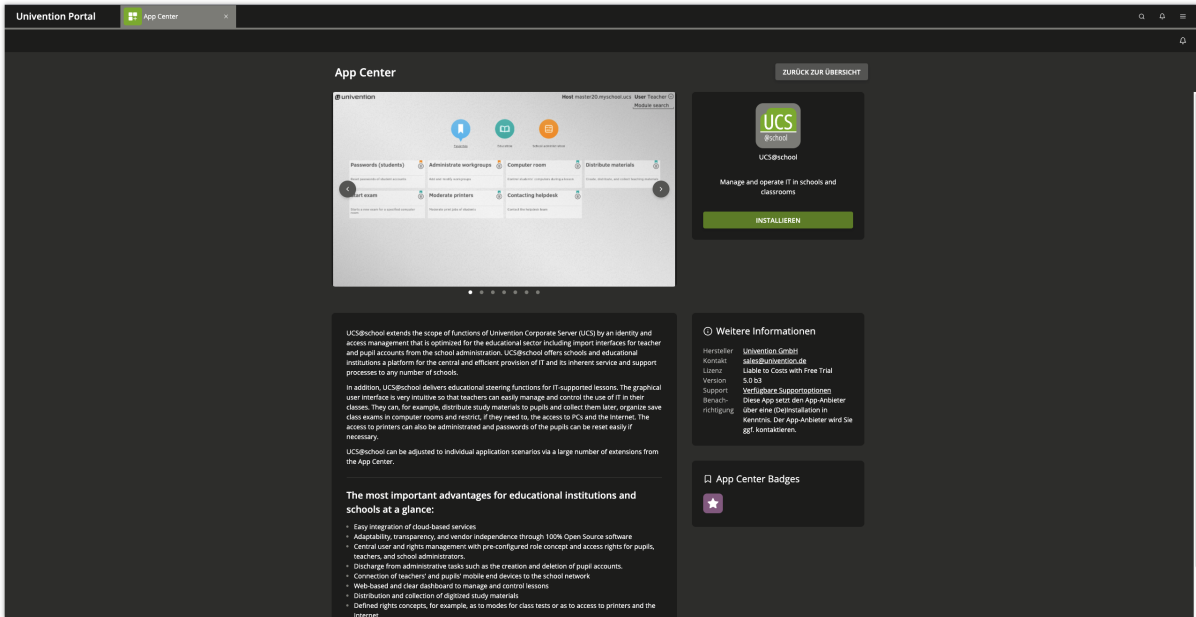 Univention Portal
App Center
×
App Center
ZURÜCK ZUR ÜBERSICHT
univention
Host master20.myschool.ucs User Teacher
Module search
Passwords (students)
Administrate workgroups
Computer room
Distribute materials
Start exam
Moderate printers
Contacting helpdesk
UCS
@school
UCS@school
Manage and operate IT in schools and
classrooms
INSTALLIEREN
UCS@school extends the scope of functions of Univention Corporate Server (UCS) by an identity and
access management that is optimized for the educational sector including import interfaces for teacher
and pupil accounts from the school administration. UCS@school offers schools and educational
institutions a platform for the central and efficient provision of IT and its inherent service and support
processes to any number of schools.
In addition, UCS@school delivers educational steering functions for IT-supported lessons. The graphical
user interface is very intuitive so that teachers can easily manage and control the use of IT in their
classes. They can, for example, distribute study materials to pupils and collect them later, organize save
class exams in computer rooms and restrict, if they need to, the access to PCs and the Internet. The
access to printers can also be administrated and passwords of the pupils can be reset easily if
necessary.
UCS@school can be adjusted to individual application scenarios via a large number of extensions from
the App Center.
The most important advantages for educational institutions and
schools at a glance:
Easy integration of cloud-based services
Adaptability, transparency, and vendor independence through 100% Open Source software
Central user and rights management with pre-configured role concept and access rights for pupils,
teachers, and school administrators.
Discharge from administrative tasks such as the creation and deletion of pupil accounts.
Connection of teachers' and pupils' mobile end devices to the school network
Web-based and clear dashboard to manage and control lessons
Distribution and collection of digitized study materials
Defined rights concepts, for example, as to modes for class tests or as to access to printers and the
Internet
Weitere Informationen
Hersteller Univention GmbH
Kontakt sales@univention.de
Lizenz Liable to Costs with Free Trial
Version 5.0 b3
Support Verfügbare Supportoptionen
Benach- Diese App setzt den App-Anbieter
richtigung über eine (De)Installation in
Kenntnis. Der App-Anbieter wird Sie
ggf. kontaktieren.
App Center Badges